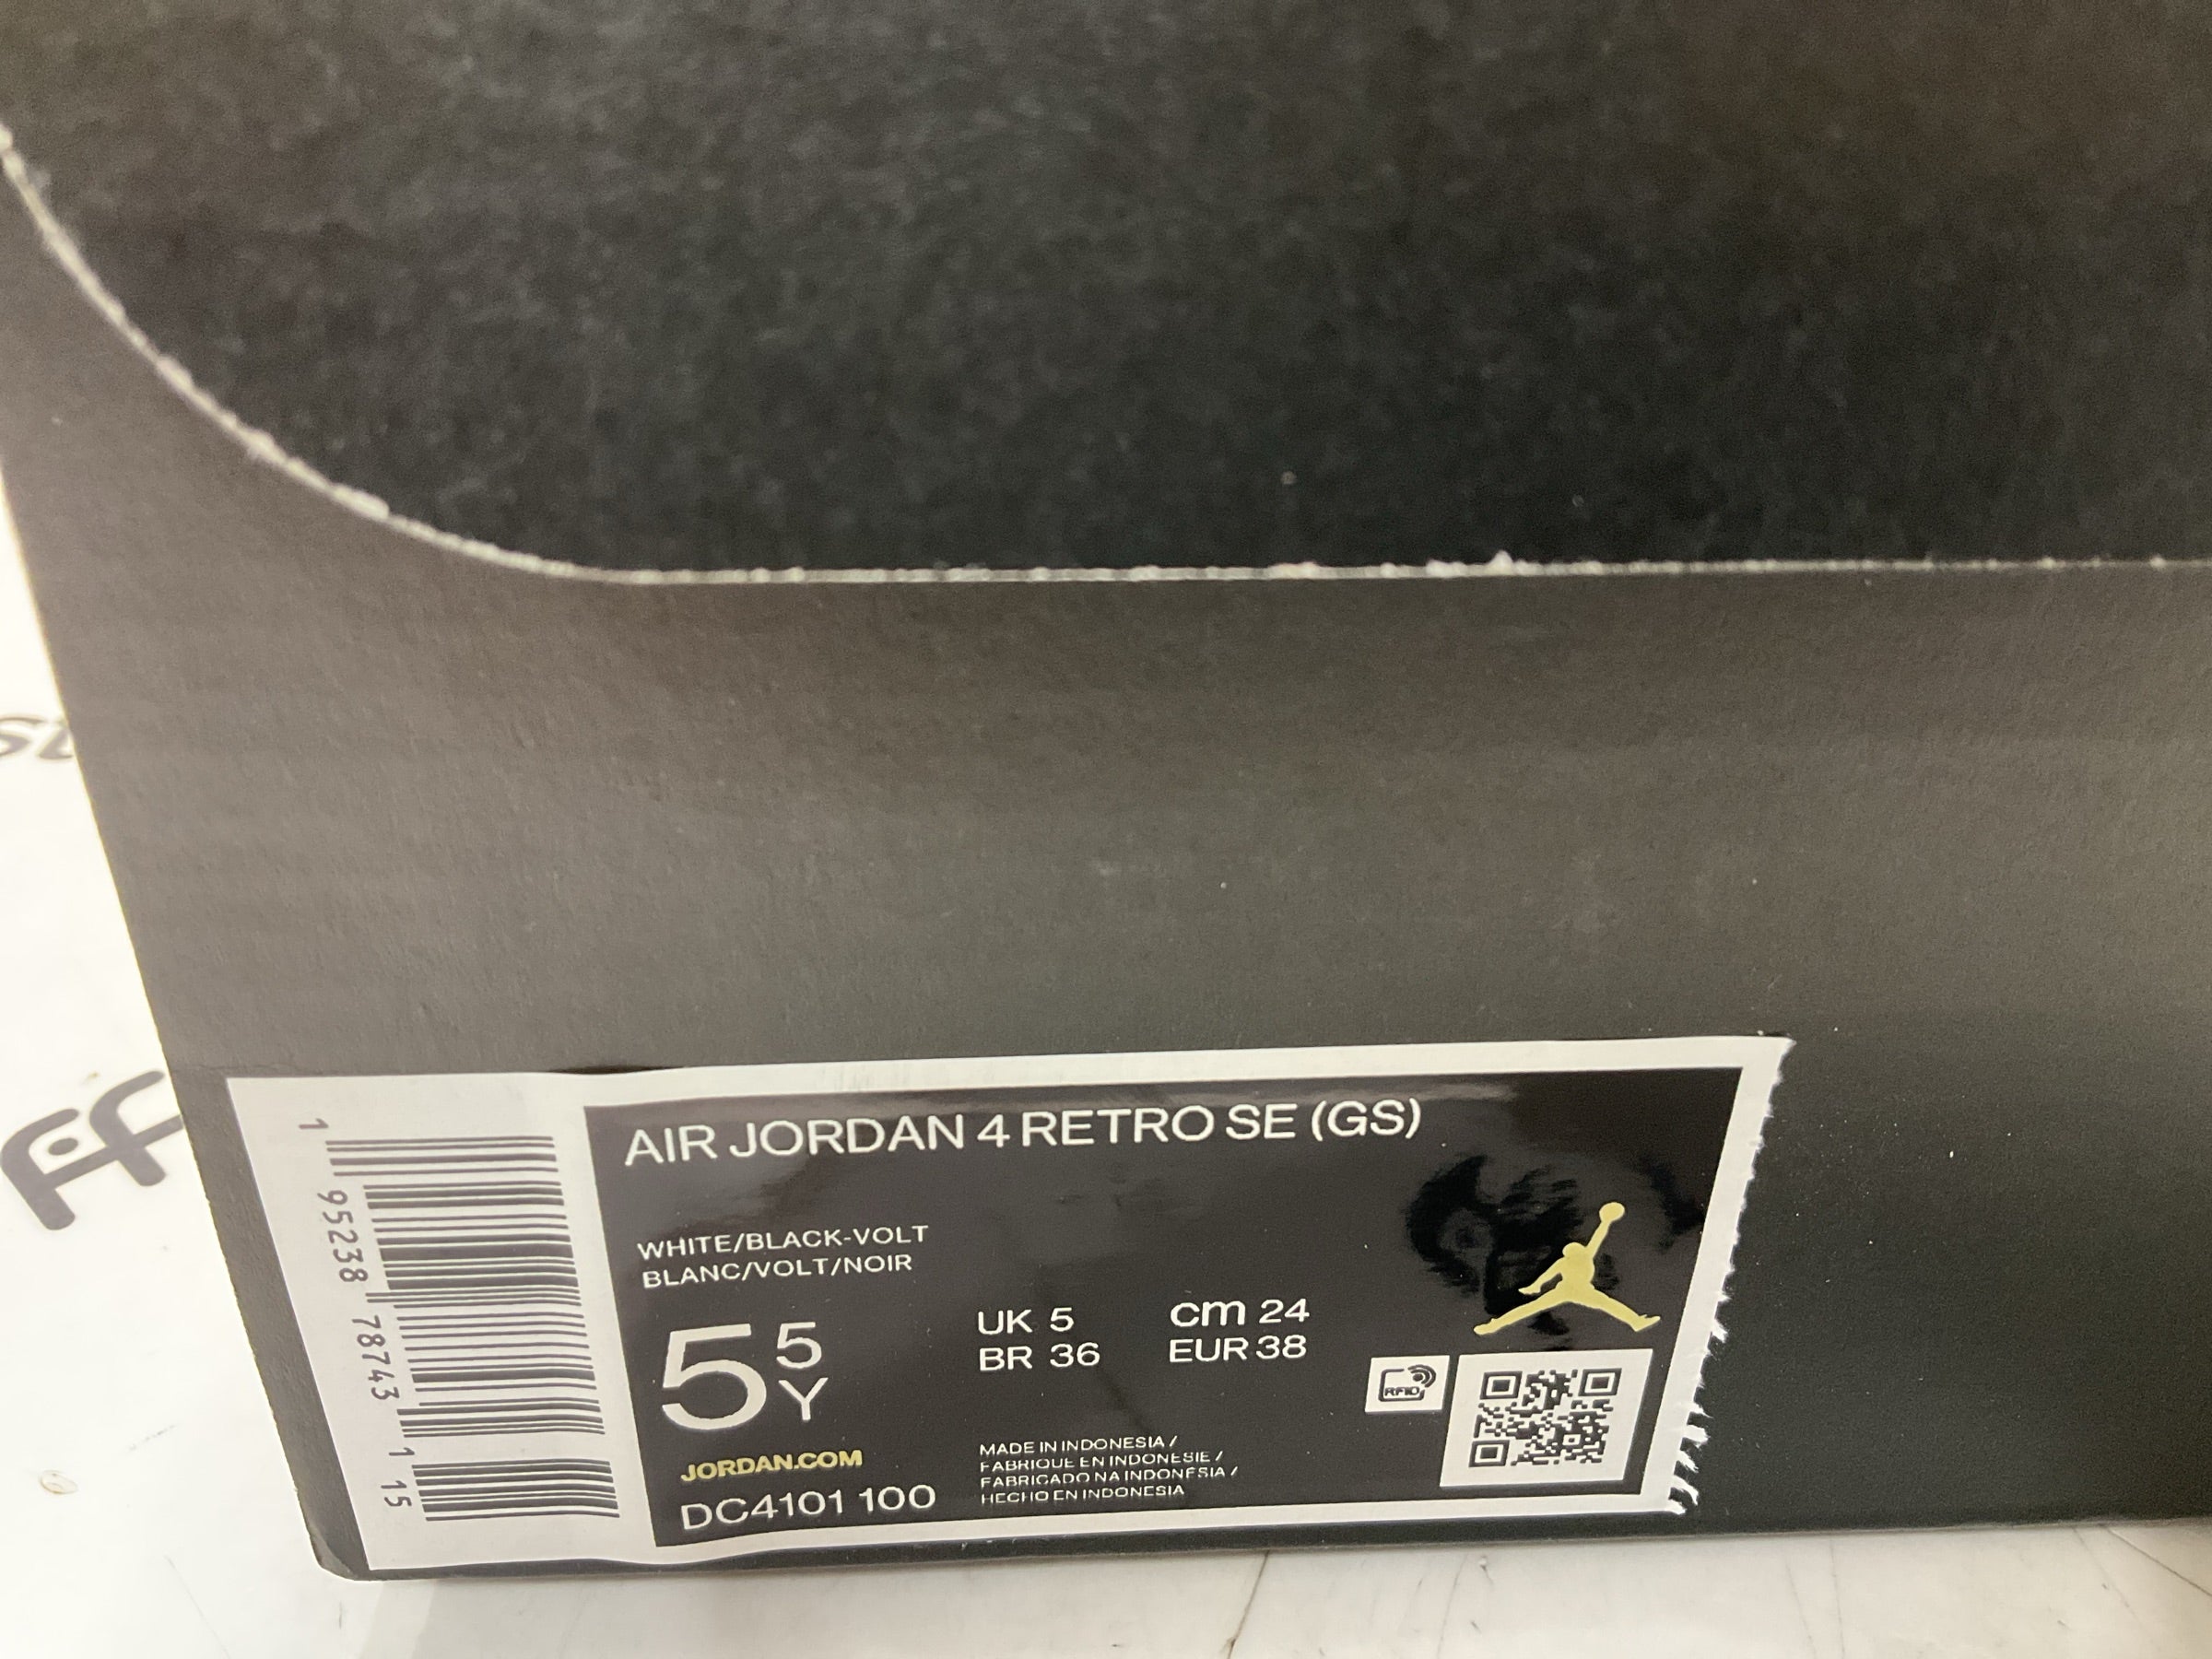 AIR JORDAN 4 RETRO SE (GS)
WHITE/BLACK-VOLT
BLANC/VOLT/NOIR
5 5 Y
UK 5
BR 36
cm 24
EUR 38
JORDAN.COM
DC4101 100
MADE IN INDONESIA /
FABRIQUE EN INDONESIE /
FABRICADO NA INDONÉSIA /
HECHO EN INDONESIA
RFID
1 95238 78743 1 15